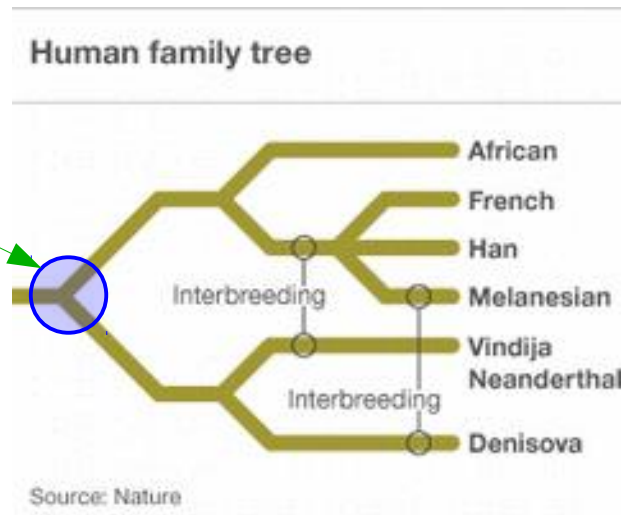 Human family tree
African
French
Han
Interbreeding
Melanesian
Vindija
Neanderthal
Interbreeding
Denisova
Source: Nature